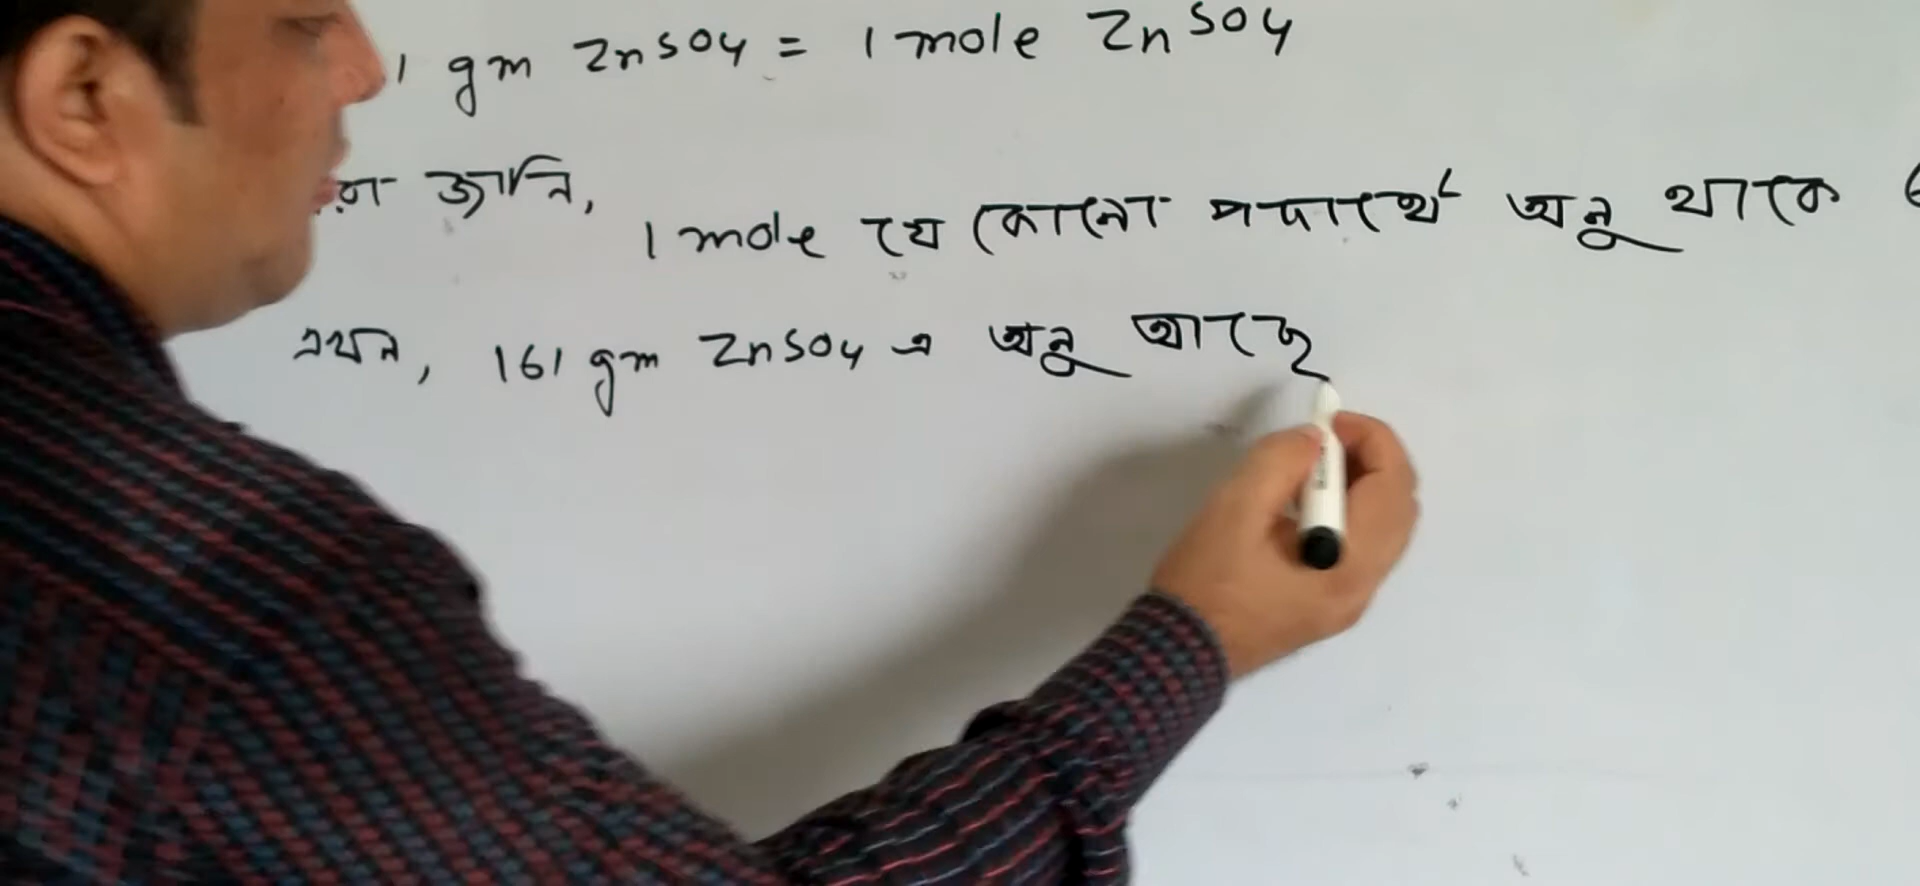 1 gm ZnSO4 = 1 mole ZnSO4
জানি, 1 mole যে কোনো পদার্থে অনু থাকে
এখন, 161 gm ZnSO4 এ অনু আছে